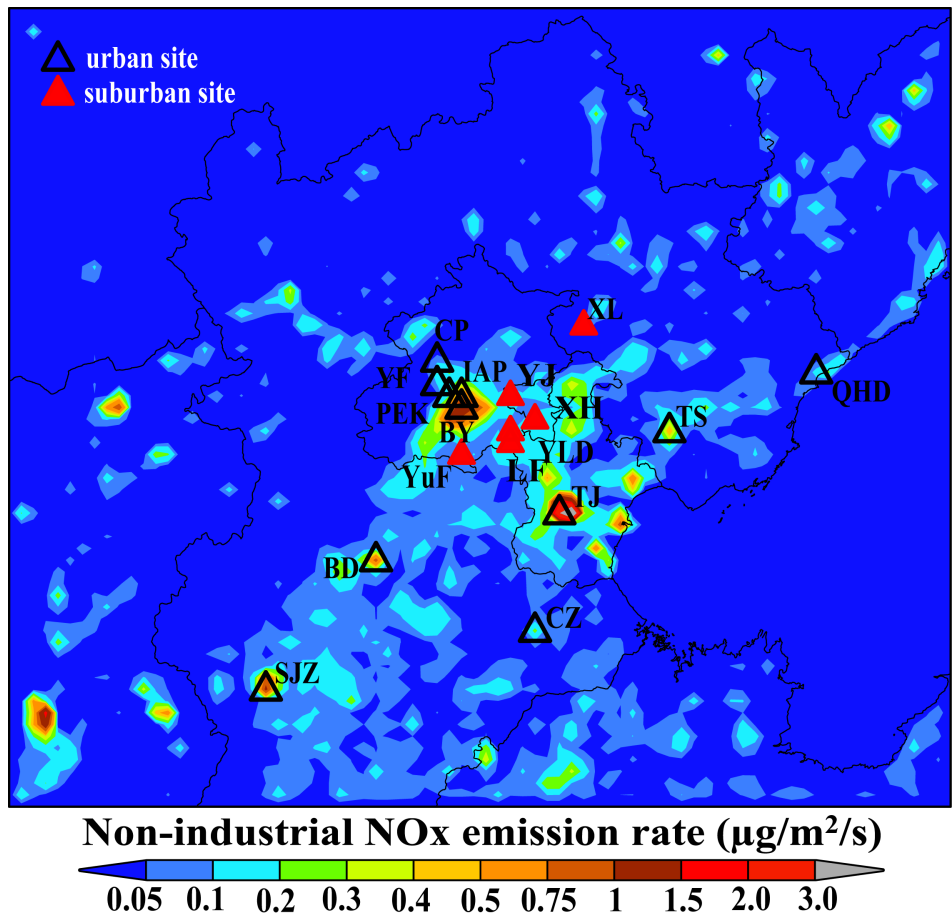 urban site
suburban site
XL
CP
IAP
YJ
YF
QHD
PEK
XH
TS
BY
YLD
YuF
LF
TJ
BD
CZ
SJZ
Non-industrial NOx emission rate (µg/m²/s)
0.05 0.1 0.2 0.3 0.4 0.5 0.75 1 1.5 2.0 3.0